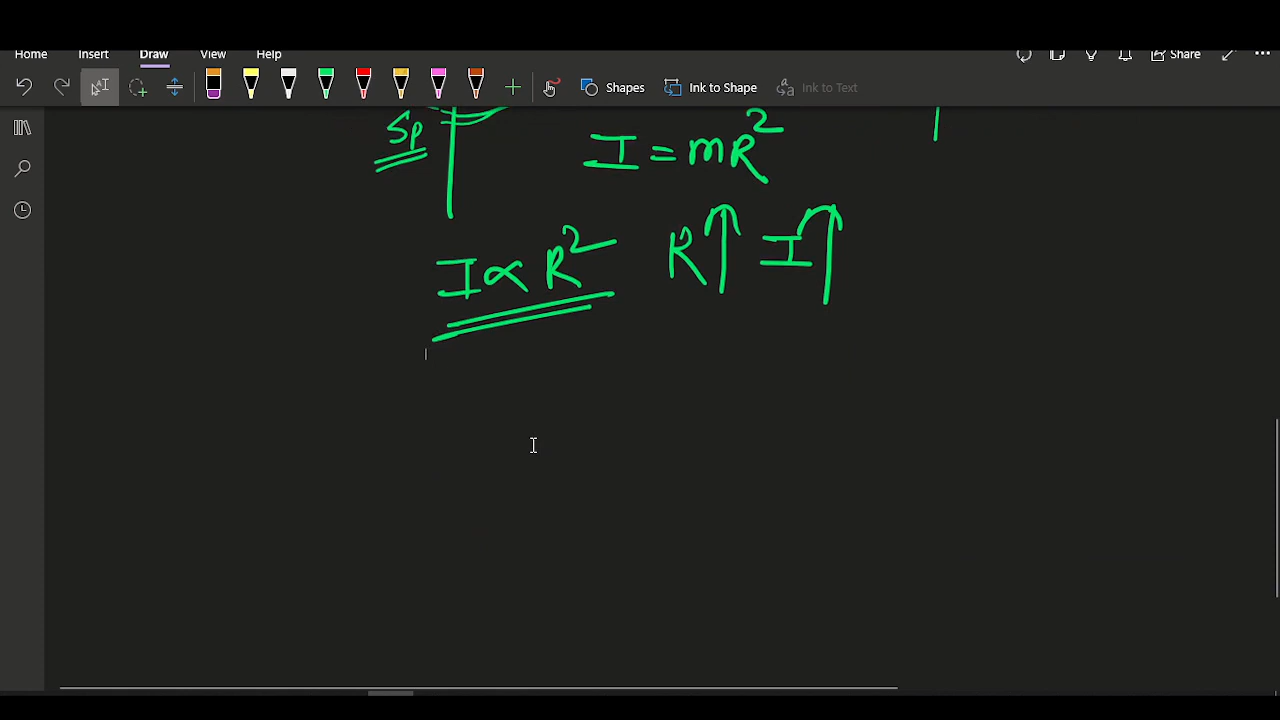 Home Insert Draw View Help
Share
Shapes Ink to Shape Ink to Text
Sp
I = mR²
I ∝ R² R↑ I↑